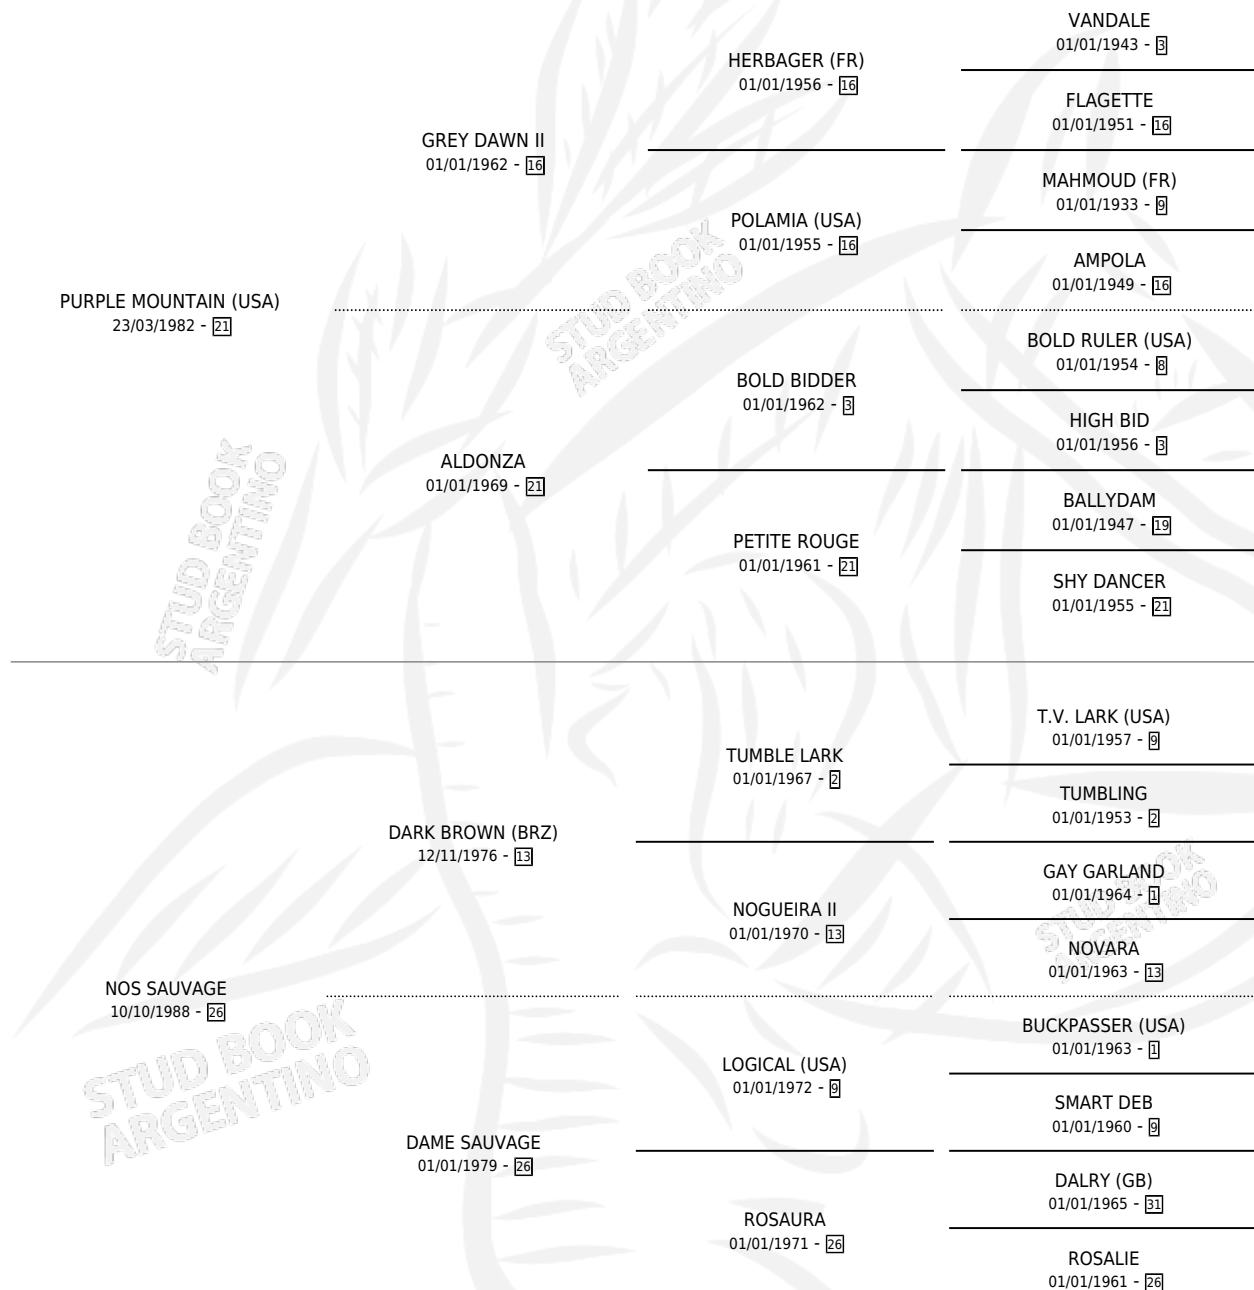 VANDALE
01/01/1943 - 3
HERBAGER (FR)
01/01/1956 - 16
FLAGETTE
01/01/1951 - 16
GREY DAWN II
01/01/1962 - 16
MAHMOUD (FR)
01/01/1933 - 9
POLAMIA (USA)
01/01/1955 - 16
AMPOLA
01/01/1949 - 16
STUD BOOK
ARGENTINO
PURPLE MOUNTAIN (USA)
23/03/1982 - 21
BOLD RULER (USA)
01/01/1954 - 8
BOLD BIDDER
01/01/1962 - 3
HIGH BID
01/01/1956 - 3
ALDONZA
01/01/1969 - 21
BALLYDAM
01/01/1947 - 19
PETITE ROUGE
01/01/1961 - 21
SHY DANCER
01/01/1955 - 21
STUD BOOK
ARGENTINO
T.V. LARK (USA)
01/01/1957 - 9
TUMBLE LARK
01/01/1967 - 2
TUMBLING
01/01/1953 - 2
DARK BROWN (BRZ)
12/11/1976 - 13
GAY GARLAND
01/01/1964 - 1
NOGUEIRA II
01/01/1970 - 13
NOVARA
01/01/1963 - 13
STUD BOOK
ARGENTINO
NOS SAUVAGE
10/10/1988 - 26
BUCKPASSER (USA)
01/01/1963 - 1
LOGICAL (USA)
01/01/1972 - 9
SMART DEB
01/01/1960 - 9
DAME SAUVAGE
01/01/1979 - 26
DALRY (GB)
01/01/1965 - 31
ROSAURA
01/01/1971 - 26
ROSALIE
01/01/1961 - 26
STUD BOOK
ARGENTINO